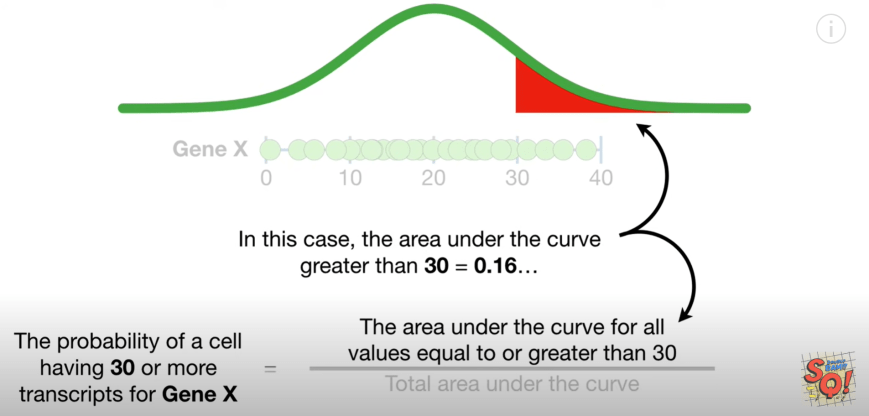 Gene X
0 10 20 30 40
In this case, the area under the curve
greater than 30 = 0.16...
The probability of a cell
having 30 or more
transcripts for Gene X
=
The area under the curve for all
values equal to or greater than 30
Total area under the curve
SQ!